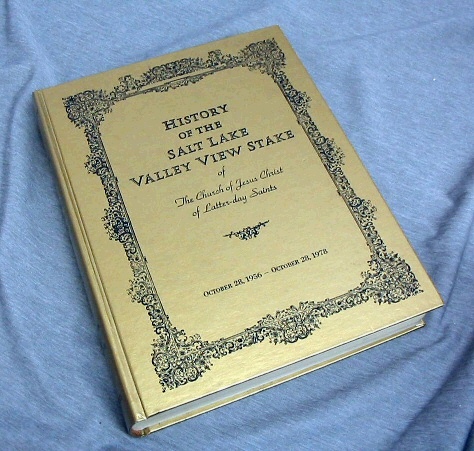 HISTORY
OF THE
SALT LAKE
VALLEY VIEW STAKE
of
The Church of Jesus Christ
of Latter-day Saints
OCTOBER 28, 1956 – OCTOBER 28, 1978